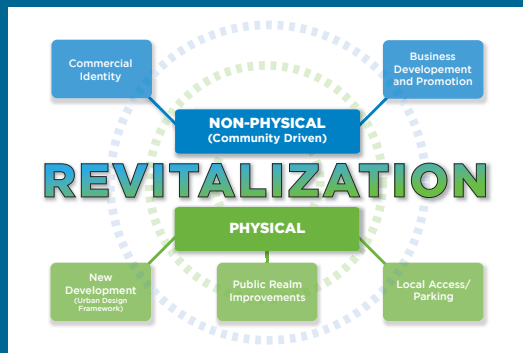 Commercial
Identity
Business
Developement
and Promotion
NON-PHYSICAL
(Community Driven)
REVITALIZATION
PHYSICAL
New
Development
(Urban Design
Framework)
Public Realm
Improvements
Local Access/
Parking